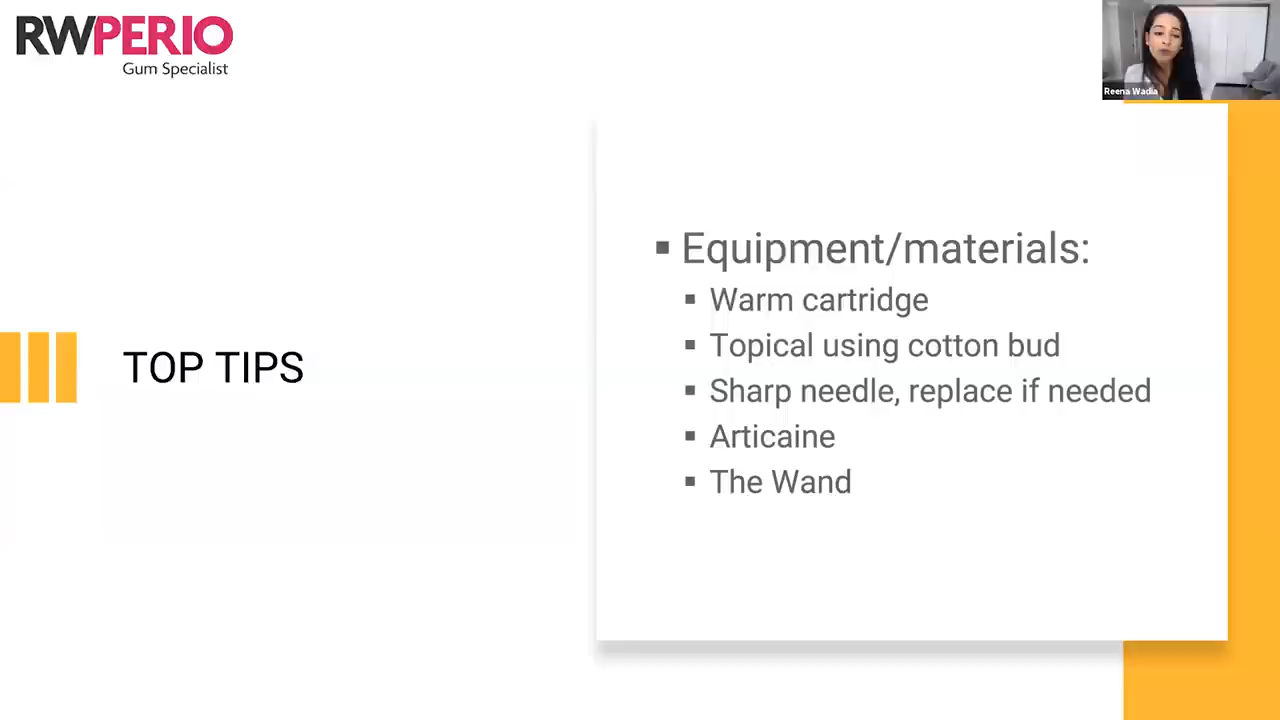 RWPERIO
Gum Specialist
Reena Wadia
TOP TIPS
Equipment/materials:
Warm cartridge
Topical using cotton bud
Sharp needle, replace if needed
Articaine
The Wand